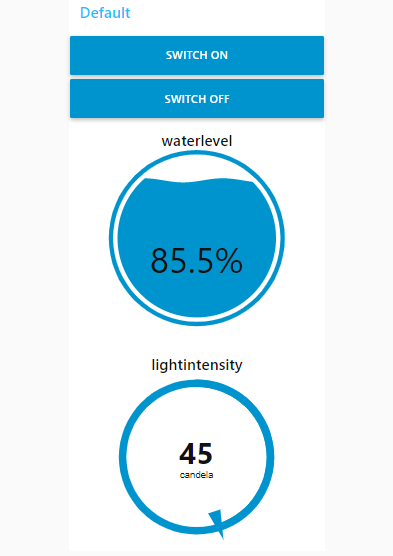 Default
SWITCH ON
SWITCH OFF
waterlevel
85.5%
lightintensity
45
candela